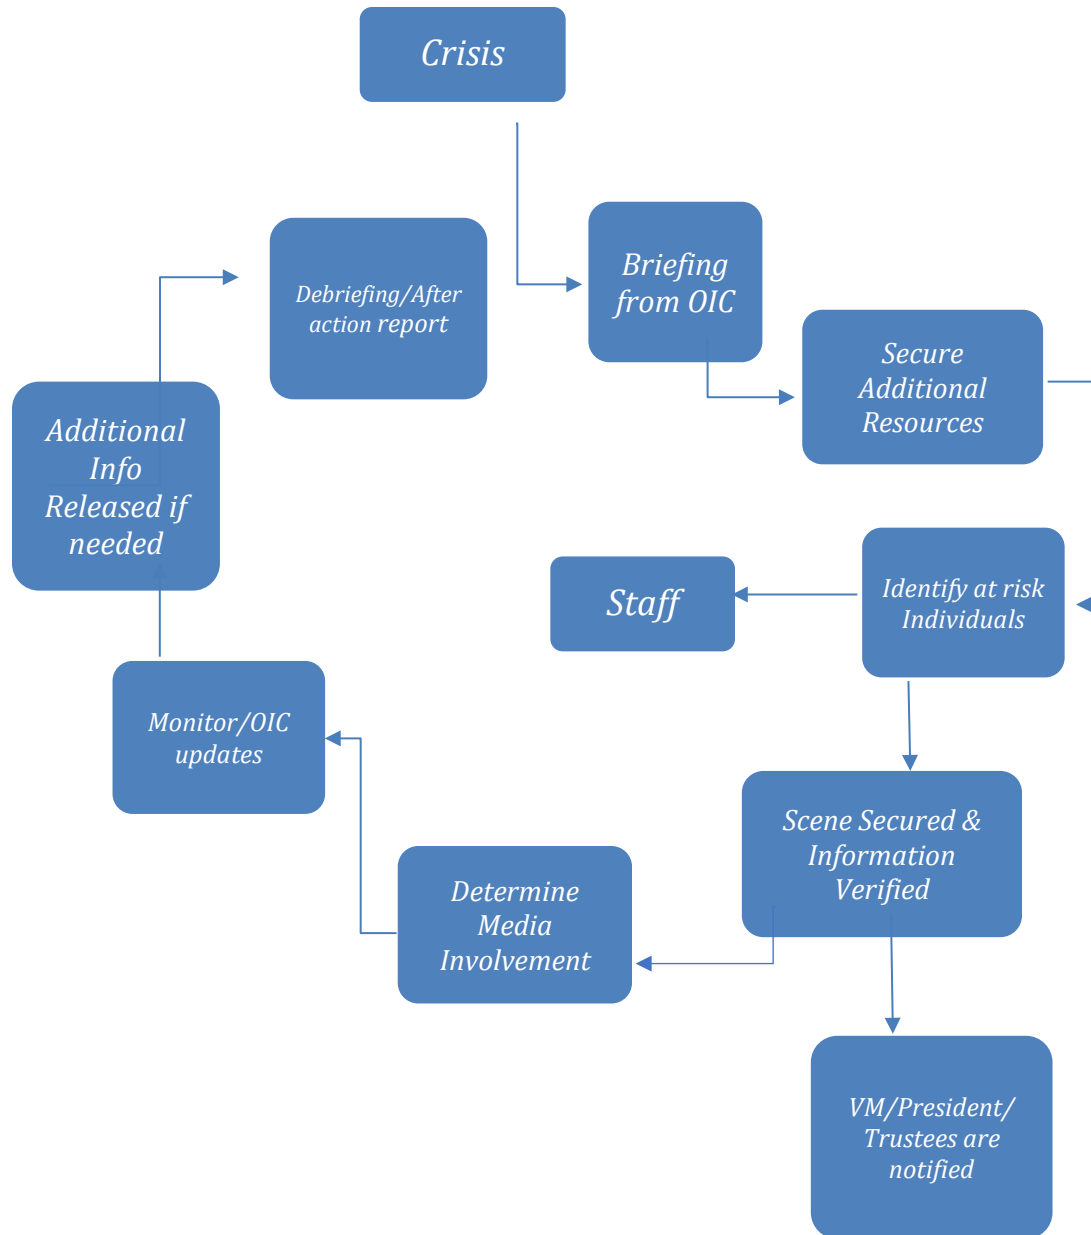 Crisis
Briefing
from OIC
Debriefing/After
action report
Secure
Additional
Resources
Additional
Info
Released if
needed
Staff
Identify at risk
Individuals
Monitor/OIC
updates
Scene Secured &
Information
Verified
Determine
Media
Involvement
VM/President/
Trustees are
notified